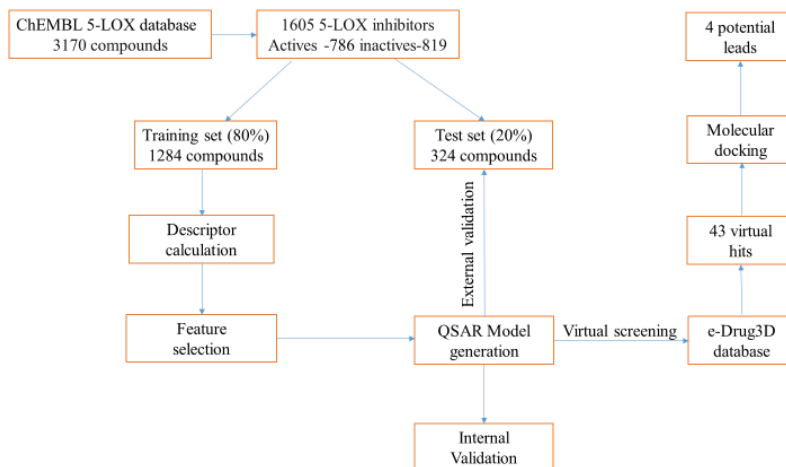 ChEMBL 5-LOX database
3170 compounds
1605 5-LOX inhibitors
Actives -786 inactives-819
4 potential
leads
Training set (80%)
1284 compounds
Test set (20%)
324 compounds
Molecular
docking
Descriptor
calculation
External validation
43 virtual
hits
Feature
selection
QSAR Model
generation
Virtual screening
e-Drug3D
database
Internal
Validation